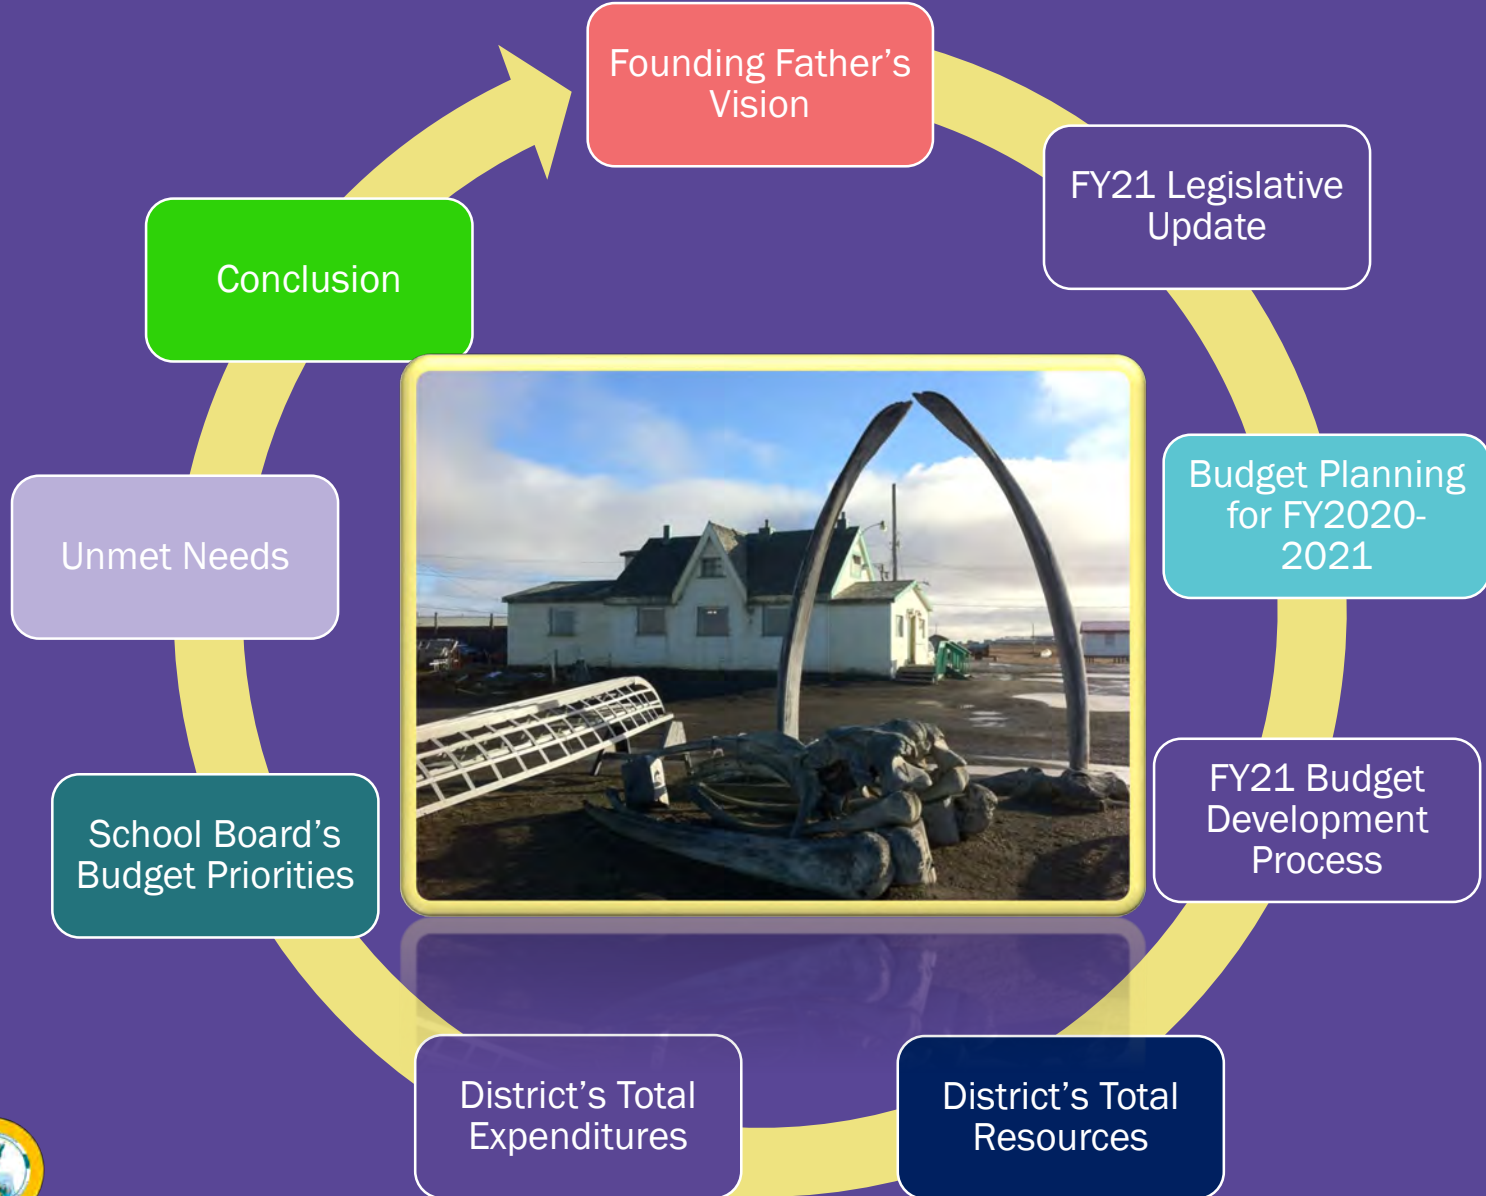 Founding Father’s
Vision
FY21 Legislative
Update
Budget Planning
for FY2020-
2021
FY21 Budget
Development
Process
District’s Total
Resources
District’s Total
Expenditures
School Board’s
Budget Priorities
Unmet Needs
Conclusion